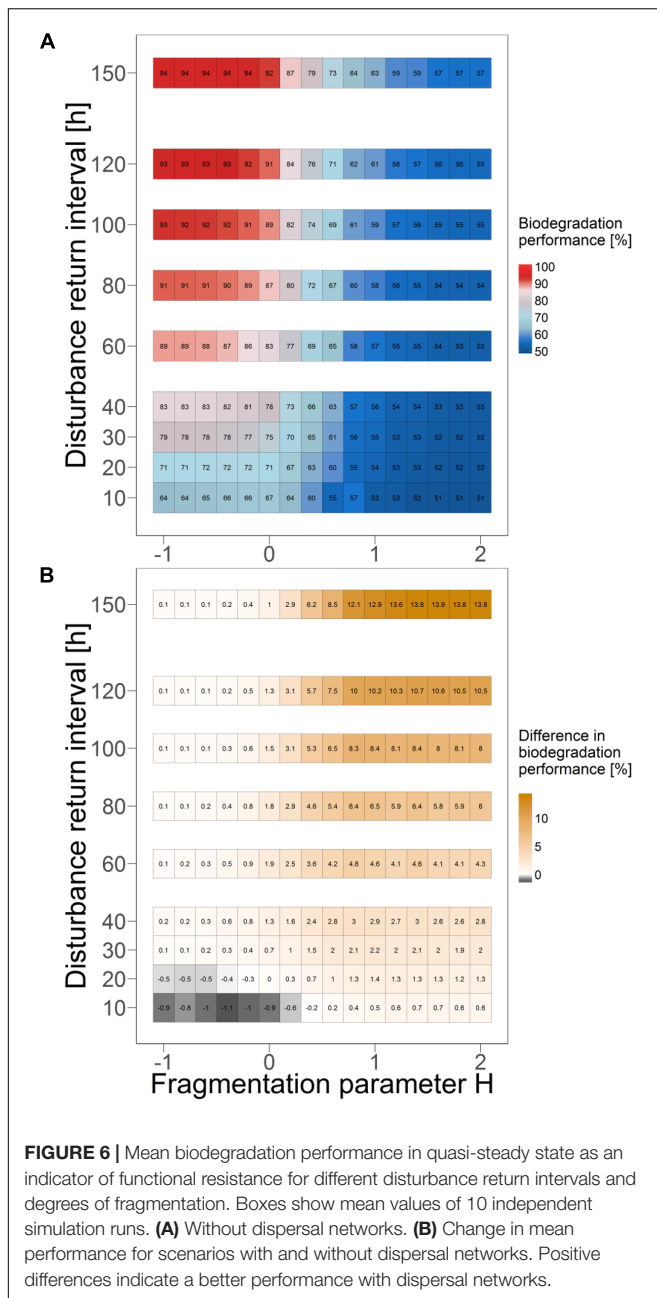 A
Disturbance return interval [h]
150 94 94 94 94 94 92 87 79 73 64 63 59 59 57 57 57
120 93 93 93 93 92 91 84 76 71 62 61 58 57 56 56 55
100 93 92 92 92 91 89 82 74 69 61 59 57 56 55 55 55
80 91 91 91 90 89 87 80 72 67 60 58 56 55 54 54 54
60 89 89 88 87 86 83 77 69 65 58 57 55 55 54 53 53
40 83 83 83 82 81 78 73 66 63 57 56 54 54 53 53 53
30 79 78 78 78 77 75 70 65 61 56 55 53 53 52 52 52
20 71 71 72 72 72 71 67 63 60 55 54 53 53 52 52 52
10 64 64 65 66 66 67 64 60 55 57 53 53 52 52 51 51
-1 0 1 2
Biodegradation
performance [%]
100
90
80
70
60
50
B
Disturbance return interval [h]
150 0.1 0.1 0.1 0.2 0.4 1 2.9 6.2 8.5 12.1 12.9 13.6 13.8 13.9 13.8 13.8
120 0.1 0.1 0.1 0.2 0.5 1.3 3.1 5.7 7.5 10 10.2 10.3 10.7 10.6 10.5 10.5
100 0.1 0.1 0.1 0.3 0.6 1.5 3.1 5.3 6.5 8.3 8.4 8.1 8.4 8 8.1 8
80 0.1 0.1 0.2 0.4 0.8 1.8 2.9 4.6 5.4 6.4 6.5 5.9 6.4 5.8 5.9 6
60 0.1 0.2 0.3 0.5 0.9 1.9 2.5 3.6 4.2 4.8 4.6 4.1 4.6 4.1 4.1 4.3
40 0.2 0.2 0.3 0.6 0.8 1.3 1.6 2.4 2.8 3 2.9 2.7 3 2.6 2.6 2.8
30 0.1 0.1 0.2 0.3 0.4 0.7 1 1.5 2 2.1 2.2 2 2.1 2 1.9 2
20 -0.5 -0.5 -0.5 -0.4 -0.3 0 0.3 0.7 1 1.3 1.4 1.3 1.3 1.3 1.2 1.3
10 -0.9 -0.8 -1 -1.1 -1 -0.9 -0.6 -0.2 0.2 0.4 0.5 0.6 0.7 0.7 0.6 0.6
-1 0 1 2
Fragmentation parameter H
Difference in
biodegradation
performance [%]
10
5
0
FIGURE 6 | Mean biodegradation performance in quasi-steady state as an
indicator of functional resistance for different disturbance return intervals and
degrees of fragmentation. Boxes show mean values of 10 independent
simulation runs. (A) Without dispersal networks. (B) Change in mean
performance for scenarios with and without dispersal networks. Positive
differences indicate a better performance with dispersal networks.